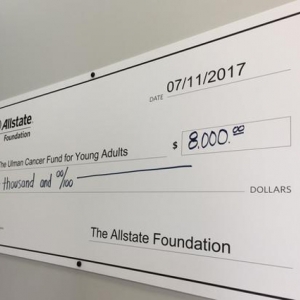 07/11/2017
DATE
Allstate.
Foundation
The Ulman Cancer Fund for Young Adults $ 8,000.00
thousand and 00/100 DOLLARS
The Allstate Foundation